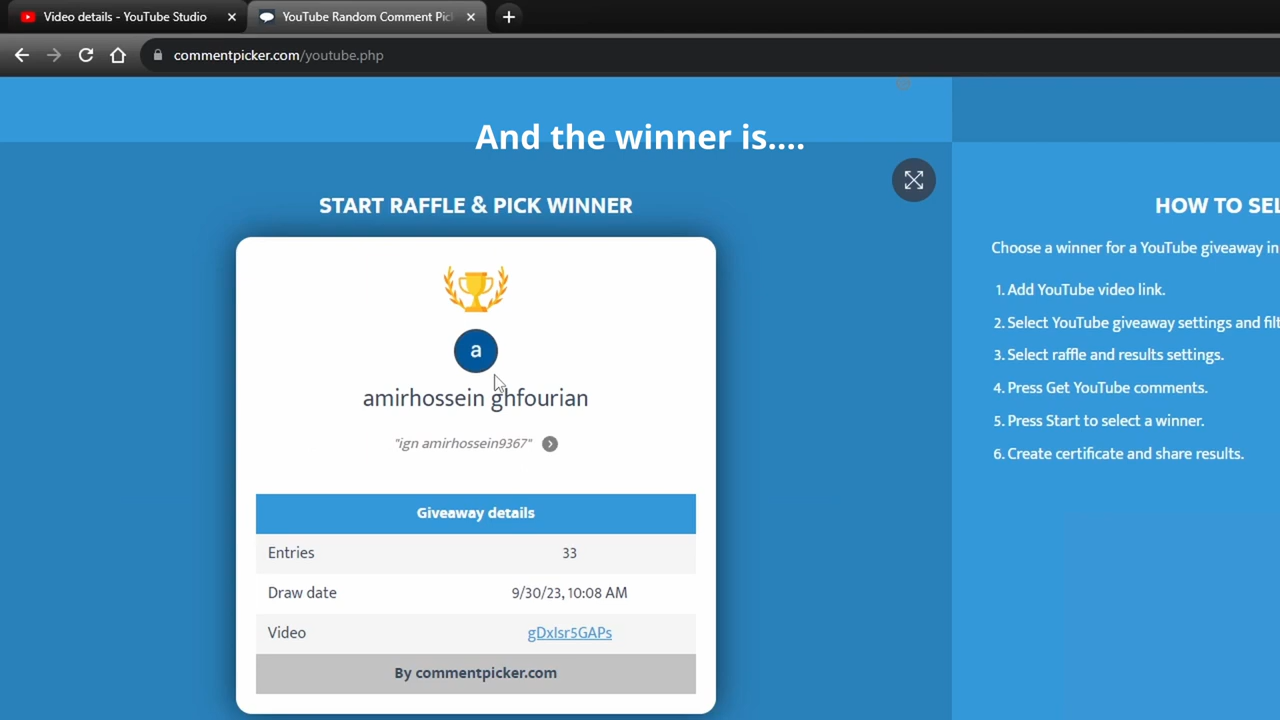 Video details - YouTube Studio
YouTube Random Comment Pic
commentpicker.com/youtube.php
And the winner is....
START RAFFLE & PICK WINNER
a
amirhossein ghfourian
"ign amirhossein9367"
Giveaway details
Entries 33
Draw date 9/30/23, 10:08 AM
Video gDxIsr5GAPs
By commentpicker.com
HOW TO SEL
Choose a winner for a YouTube giveaway in
1. Add YouTube video link.
2. Select YouTube giveaway settings and filt
3. Select raffle and results settings.
4. Press Get YouTube comments.
5. Press Start to select a winner.
6. Create certificate and share results.